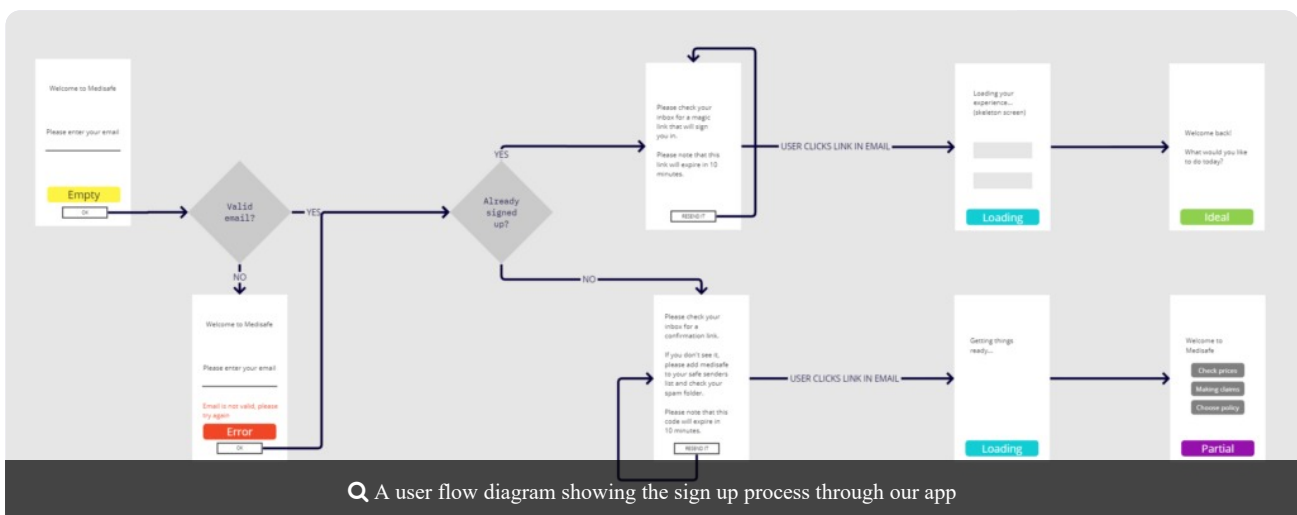 Welcome to Medisafe
Please enter your email
Empty
OK
Valid
email?
YES
NO
Welcome to Medisafe
Please enter your email
Email is not valid, please
try again
Error
OK
Already
signed
up?
YES
NO
Please check your
inbox for a magic
link that will sign
you in.
Please note that this
link will expire in 10
minutes.
RESEND IT
USER CLICKS LINK IN EMAIL
Loading your
experience...
(skeleton screen)
Loading
Welcome back!
What would you like
to do today?
Ideal
Please check your
inbox for a
confirmation link.
If you don't see it,
please add medisafe
to your safe senders
list and check your
spam folder.
Please note that this
code will expire in
10 minutes.
RESEND IT
USER CLICKS LINK IN EMAIL
Getting things
ready...
Loading
Welcome to
Medisafe
Check prices
Making claims
Choose policy
Partial
A user flow diagram showing the sign up process through our app